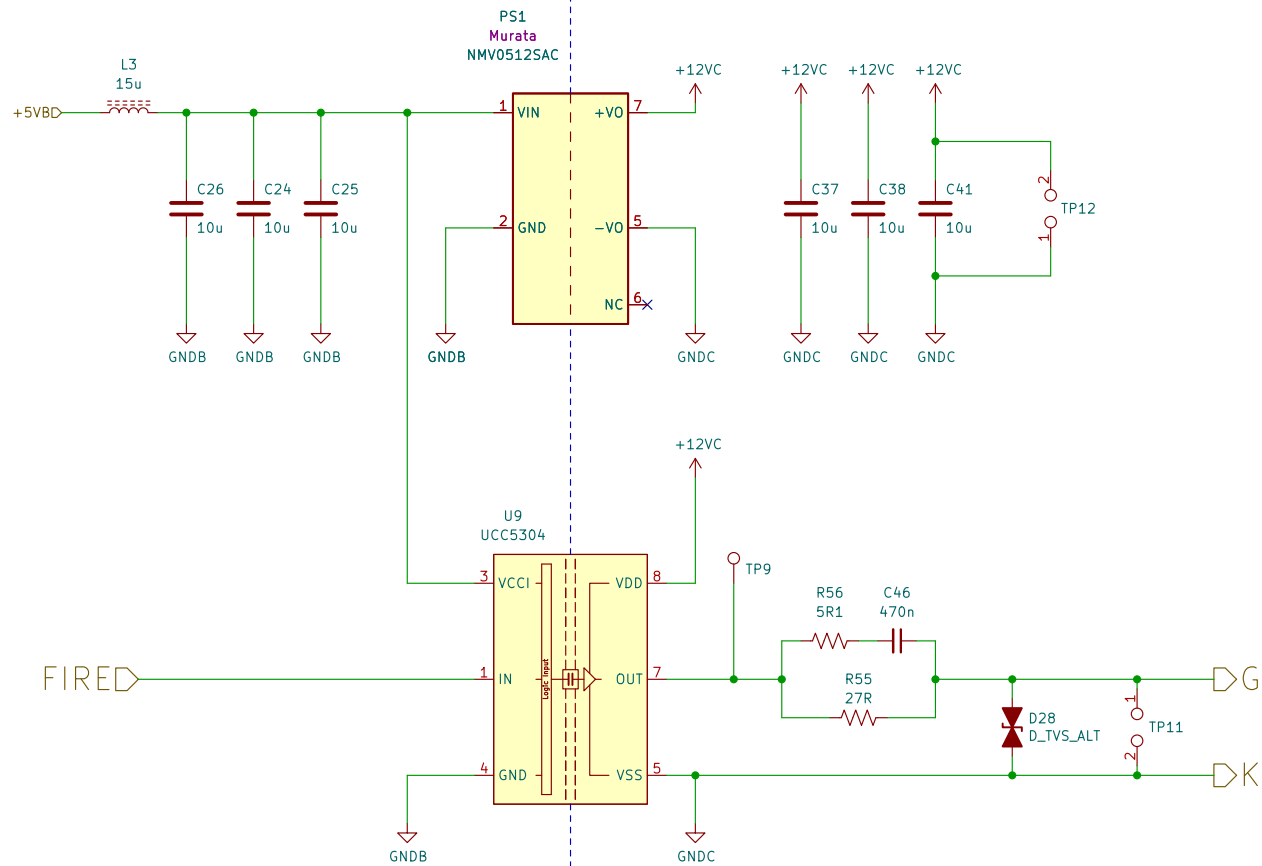 PS1
Murata
NMV0512SAC
L3
15u
+5VB
1
VIN
+VO
7
2
GND
-VO
5
NC
6
GNDB
+12VC
GNDC
C26
10u
GNDB
C24
10u
GNDB
C25
10u
GNDB
+12VC
C37
10u
GNDC
+12VC
C38
10u
GNDC
+12VC
C41
10u
GNDC
2
TP12
1
+12VC
U9
UCC5304
3
VCCI
VDD
8
1
IN
Logic Input
OUT
7
4
GND
VSS
5
FIRE
GNDB
GNDC
TP9
R56
5R1
C46
470n
R55
27R
D28
D_TVS_ALT
1
TP11
2
G
K